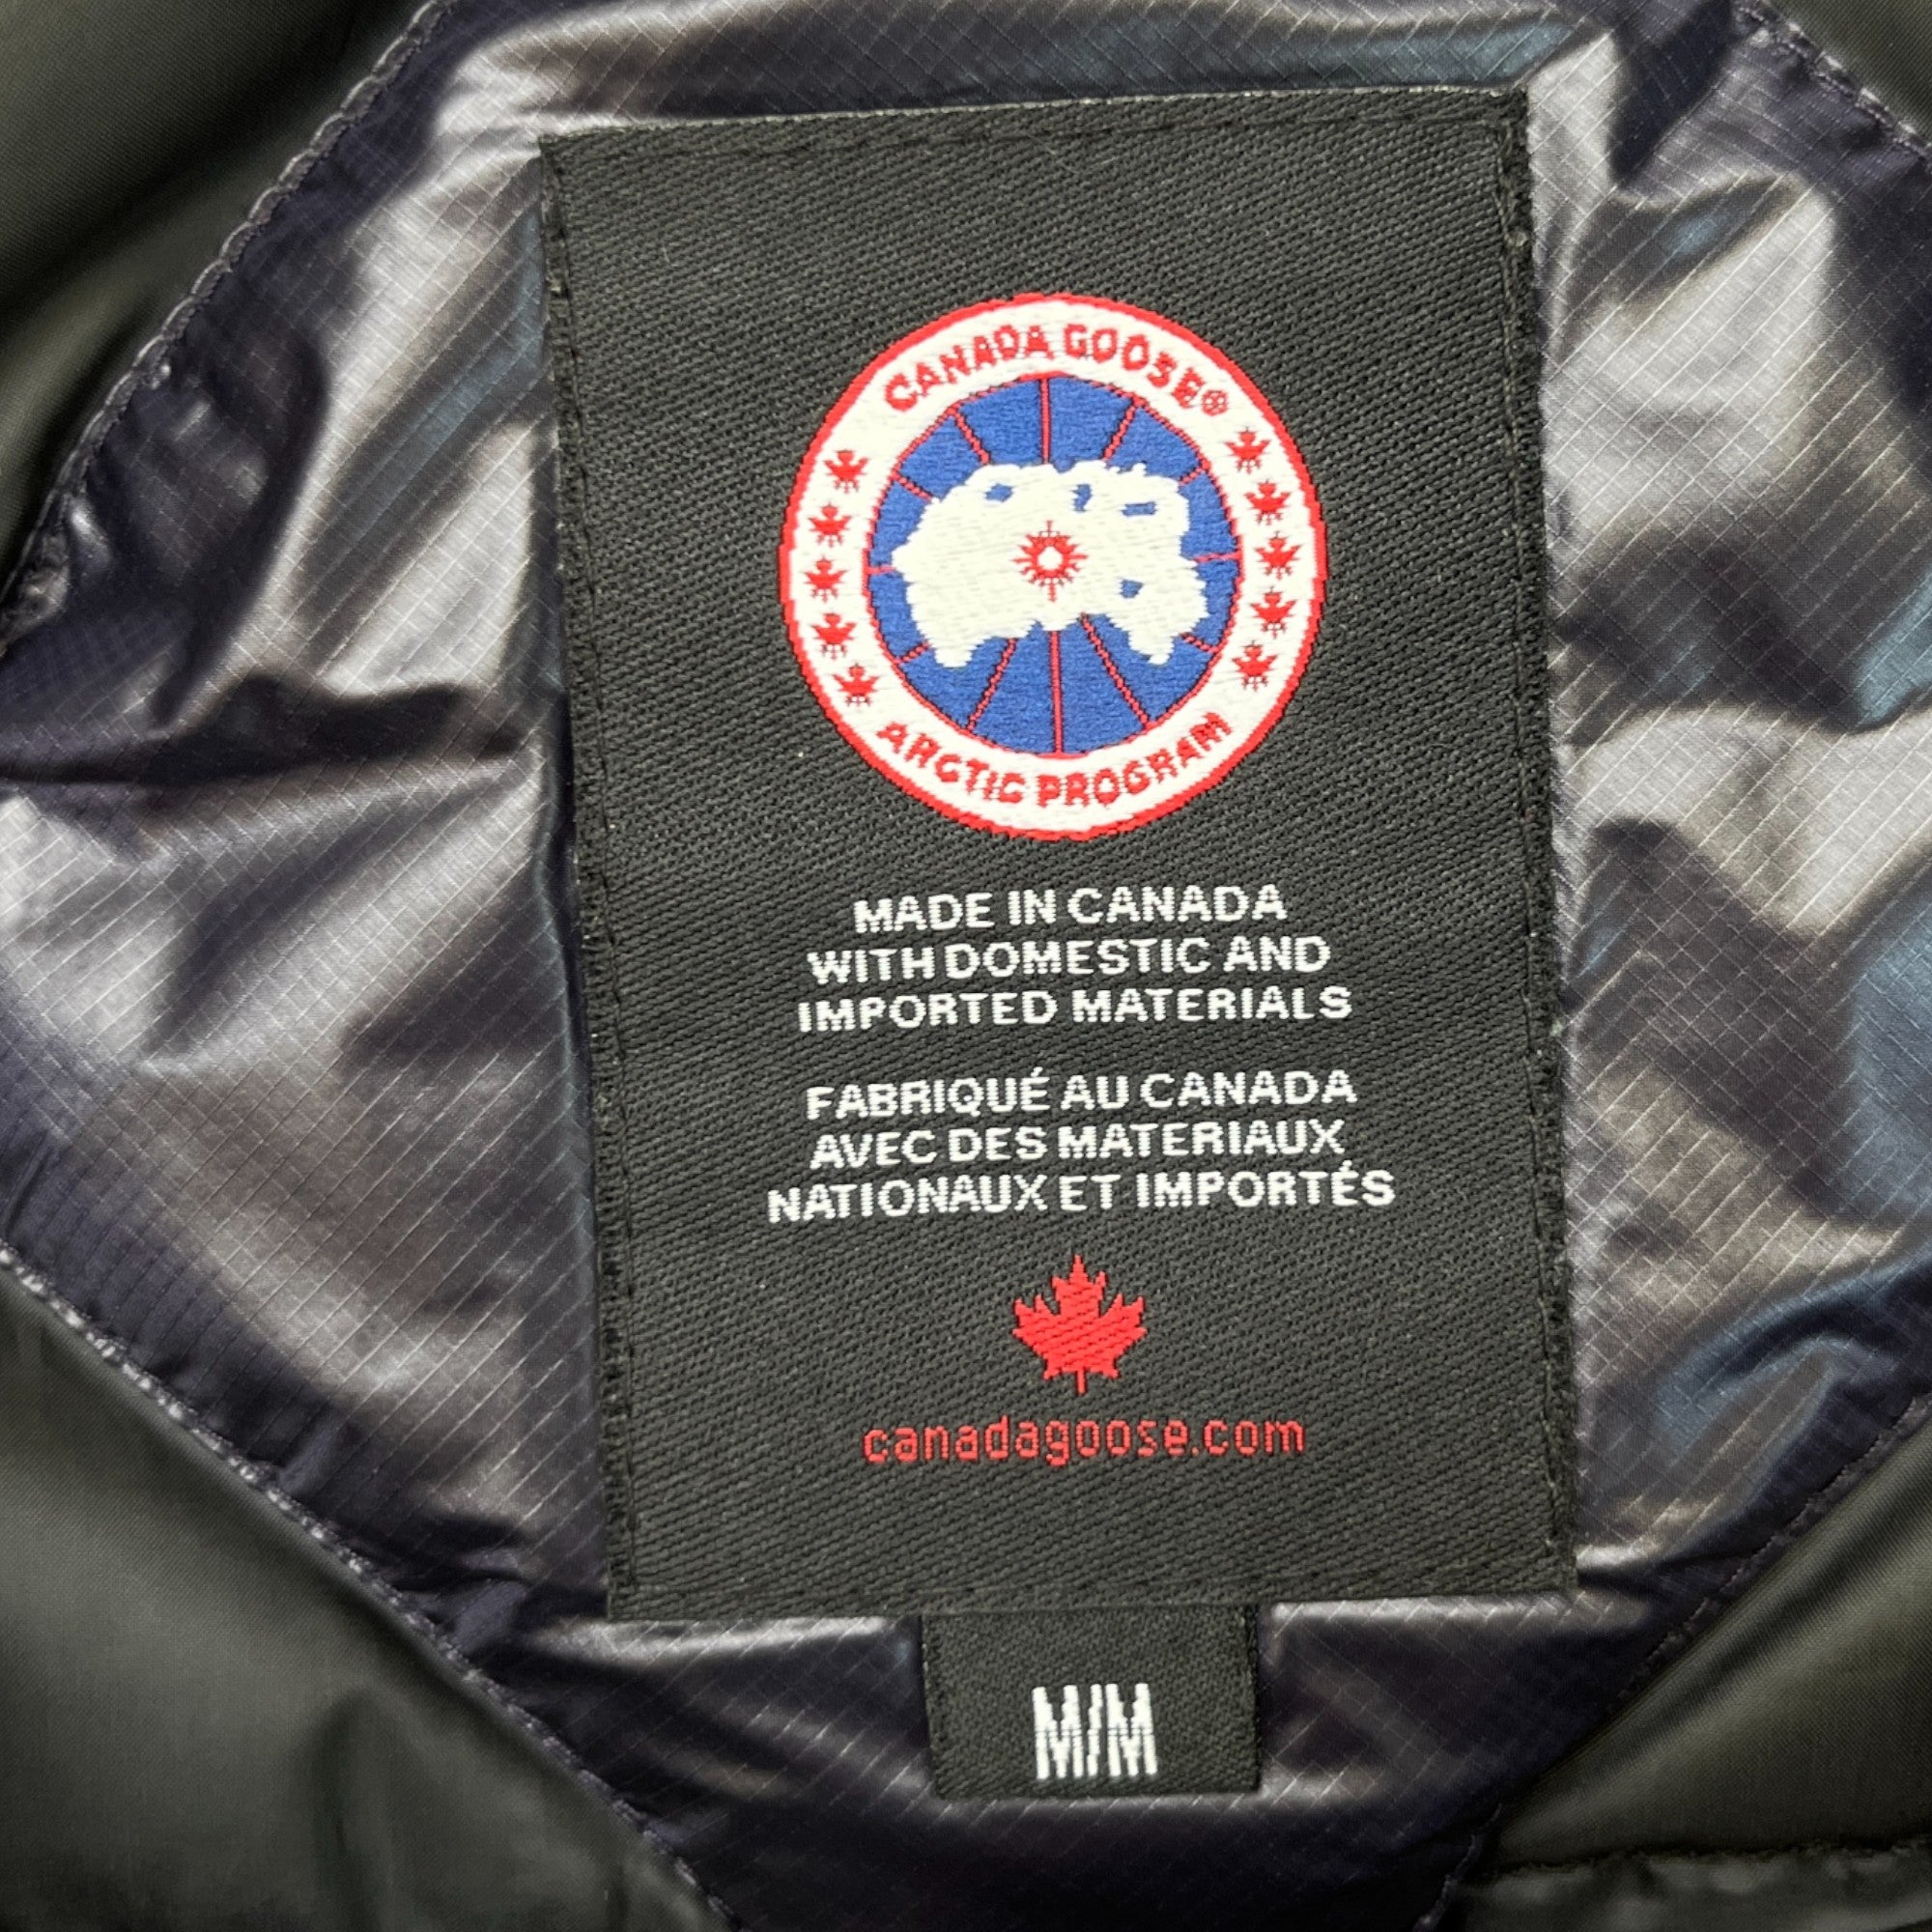 CANADA GOOSE®
ARCTIC PROGRAM
MADE IN CANADA
WITH DOMESTIC AND
IMPORTED MATERIALS
FABRIQUÉ AU CANADA
AVEC DES MATERIAUX
NATIONAUX ET IMPORTÉS
canadagoose.com
M/M